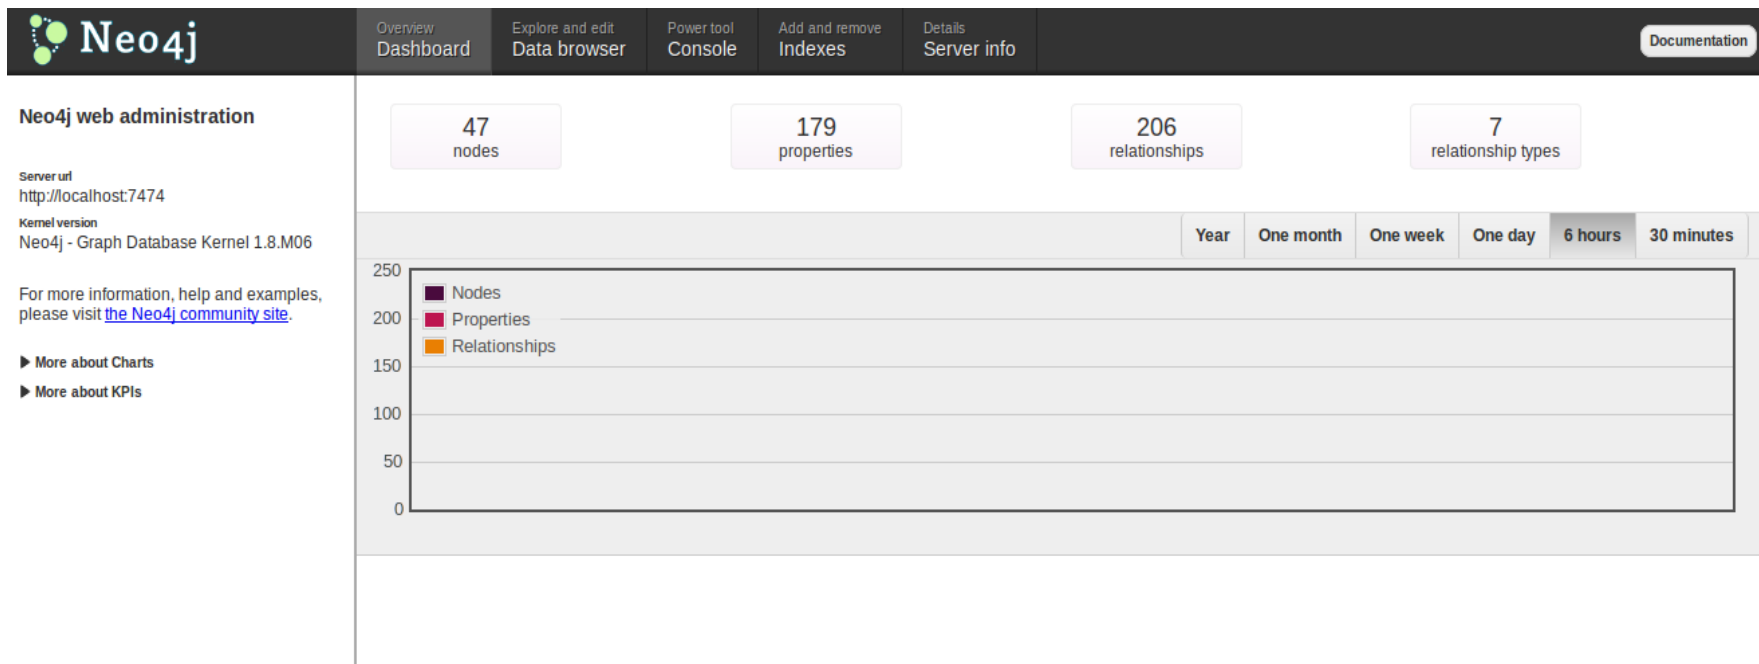 Neo4j
Overview
Dashboard
Explore and edit
Data browser
Power tool
Console
Add and remove
Indexes
Details
Server info
Documentation
Neo4j web administration
Server url
http://localhost:7474
Kernel version
Neo4j - Graph Database Kernel 1.8.M06
For more information, help and examples,
please visit the Neo4j community site.
More about Charts
More about KPIs
47
nodes
179
properties
206
relationships
7
relationship types
Year
One month
One week
One day
6 hours
30 minutes
250
200
150
100
50
0
Nodes
Properties
Relationships